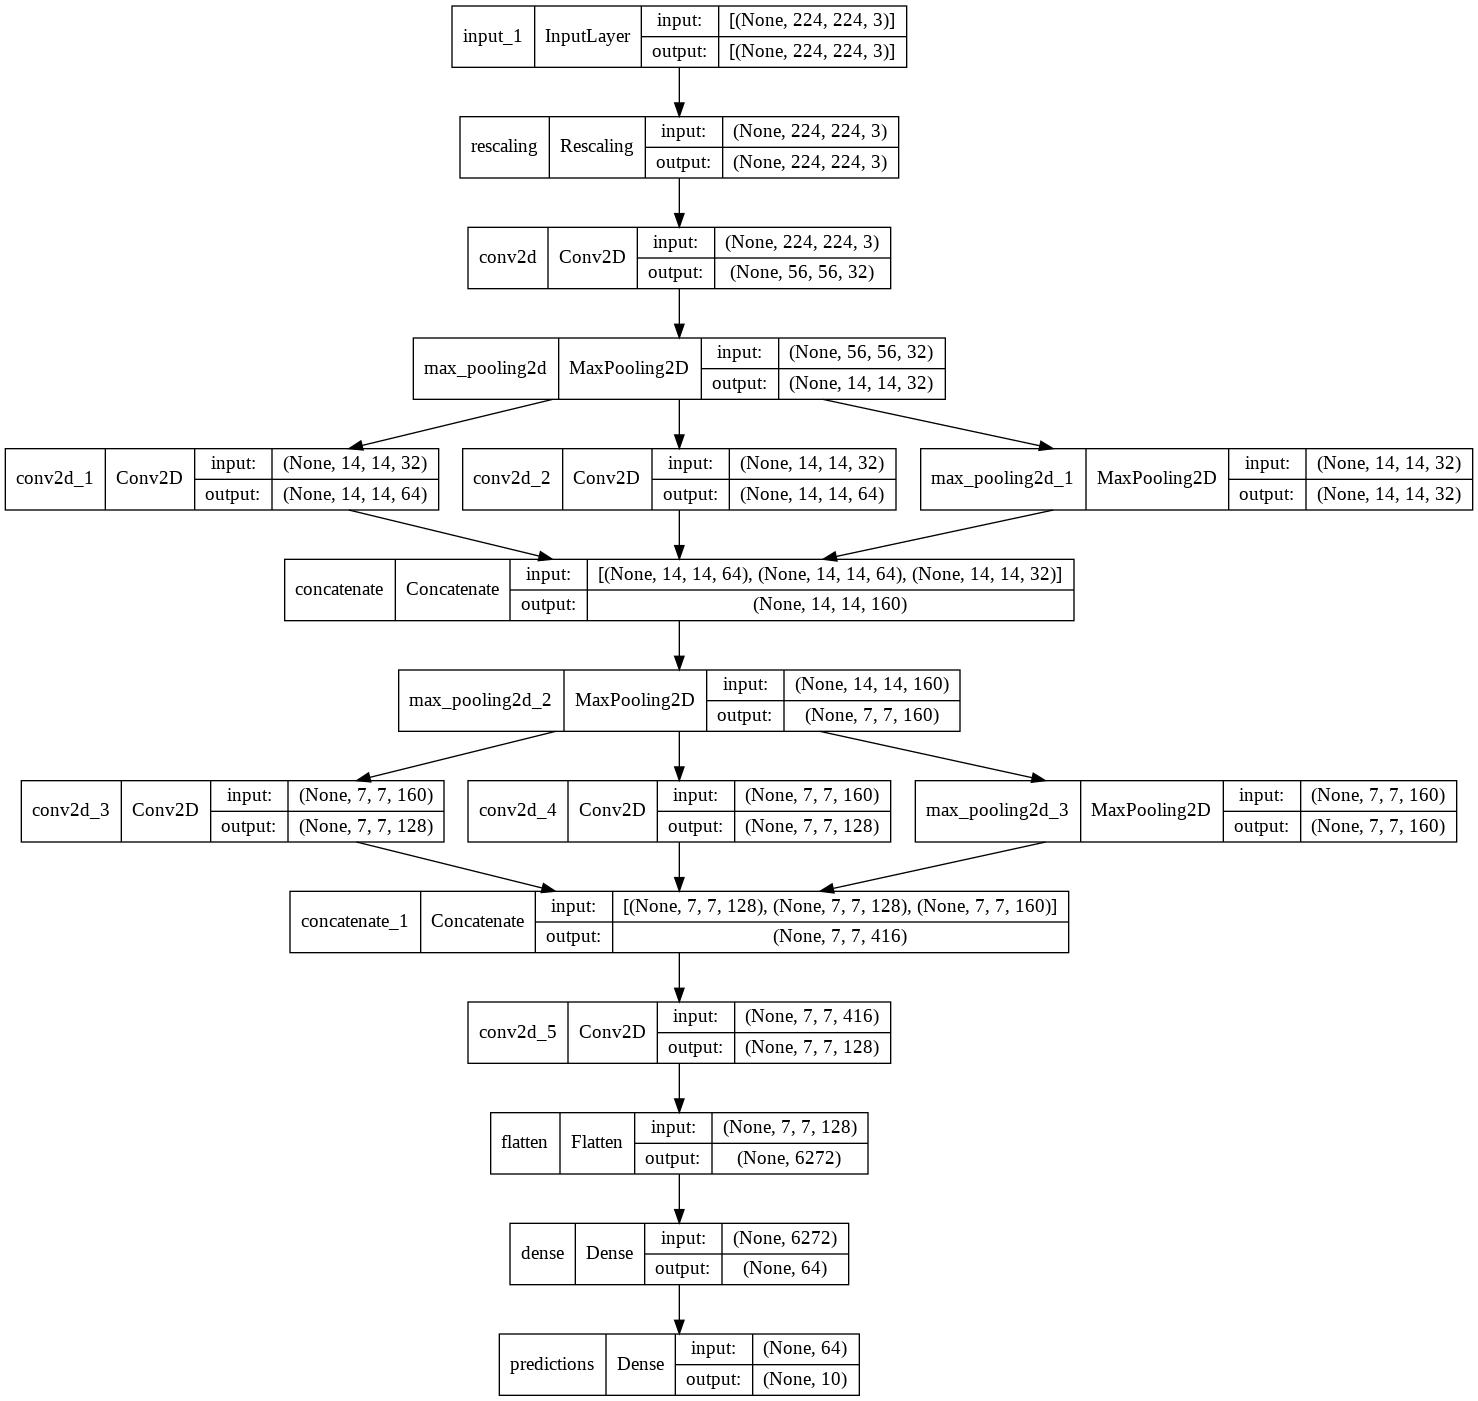 input_1 InputLayer input: [(None, 224, 224, 3)]
output: [(None, 224, 224, 3)]
rescaling Rescaling input: (None, 224, 224, 3)
output: (None, 224, 224, 3)
conv2d Conv2D input: (None, 224, 224, 3)
output: (None, 56, 56, 32)
max_pooling2d MaxPooling2D input: (None, 56, 56, 32)
output: (None, 14, 14, 32)
conv2d_1 Conv2D input: (None, 14, 14, 32)
output: (None, 14, 14, 64)
conv2d_2 Conv2D input: (None, 14, 14, 32)
output: (None, 14, 14, 64)
max_pooling2d_1 MaxPooling2D input: (None, 14, 14, 32)
output: (None, 14, 14, 32)
concatenate Concatenate input: [(None, 14, 14, 64), (None, 14, 14, 64), (None, 14, 14, 32)]
output: (None, 14, 14, 160)
max_pooling2d_2 MaxPooling2D input: (None, 14, 14, 160)
output: (None, 7, 7, 160)
conv2d_3 Conv2D input: (None, 7, 7, 160)
output: (None, 7, 7, 128)
conv2d_4 Conv2D input: (None, 7, 7, 160)
output: (None, 7, 7, 128)
max_pooling2d_3 MaxPooling2D input: (None, 7, 7, 160)
output: (None, 7, 7, 160)
concatenate_1 Concatenate input: [(None, 7, 7, 128), (None, 7, 7, 128), (None, 7, 7, 160)]
output: (None, 7, 7, 416)
conv2d_5 Conv2D input: (None, 7, 7, 416)
output: (None, 7, 7, 128)
flatten Flatten input: (None, 7, 7, 128)
output: (None, 6272)
dense Dense input: (None, 6272)
output: (None, 64)
predictions Dense input: (None, 64)
output: (None, 10)